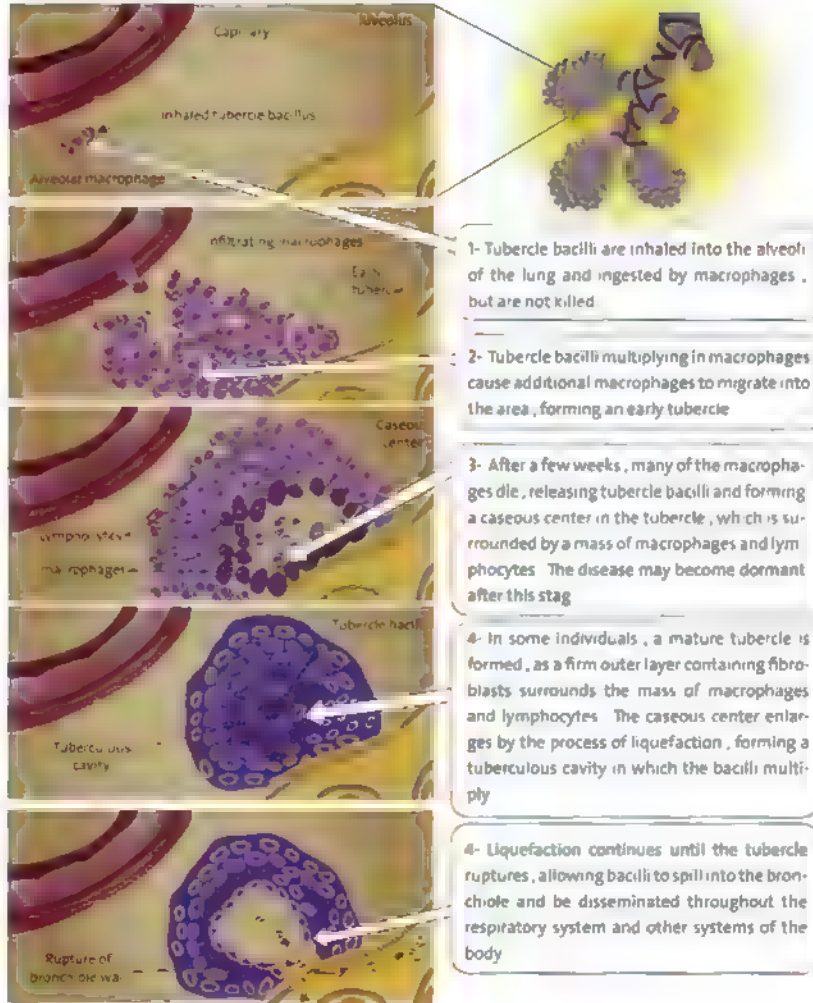 Alveolus
Capillary
Inhaled tubercle bacillus
Alveolar macrophage
1- Tubercle bacilli are inhaled into the alveoli
of the lung and ingested by macrophages ,
but are not killed
Infiltrating macrophages
Early
tubercle
2- Tubercle bacilli multiplying in macrophages
cause additional macrophages to migrate into
the area , forming an early tubercle
Caseous
center
Lymphocytes
macrophages
3- After a few weeks , many of the macropha-
ges die , releasing tubercle bacilli and forming
a caseous center in the tubercle , which is su-
rrounded by a mass of macrophages and lym
phocytes The disease may become dormant
after this stag
Tubercle bacilli
Tuberculous
cavity
4- In some individuals , a mature tubercle is
formed , as a firm outer layer containing fibro-
blasts surrounds the mass of macrophages
and lymphocytes The caseous center enlar-
ges by the process of liquefaction , forming a
tuberculous cavity in which the bacilli multi-
ply
Rupture of
bronchiole wall
4- Liquefaction continues until the tubercle
ruptures , allowing bacilli to spill into the bron-
chiole and be disseminated throughout the
respiratory system and other systems of the
body